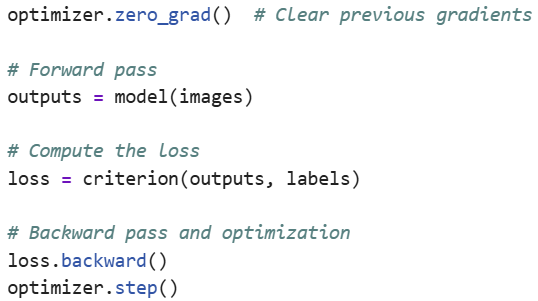 optimizer.zero_grad()  # Clear previous gradients
# Forward pass
outputs = model(images)
# Compute the loss
loss = criterion(outputs, labels)
# Backward pass and optimization
loss.backward()
optimizer.step()